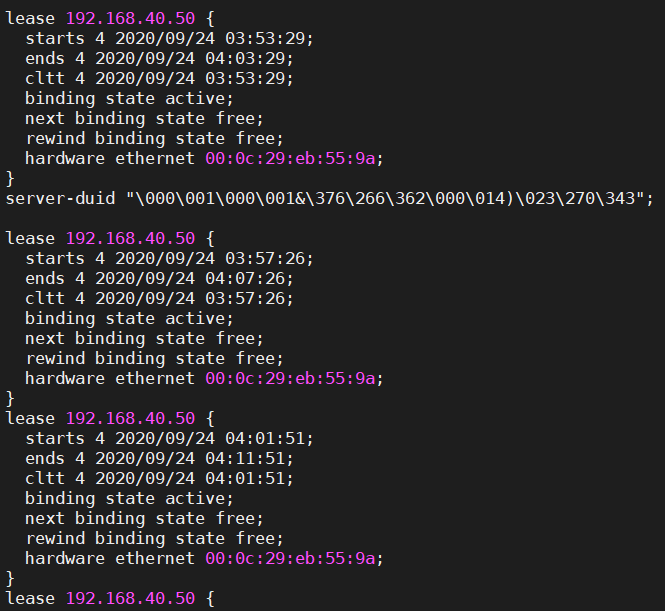 lease 192.168.40.50 {
  starts 4 2020/09/24 03:53:29;
  ends 4 2020/09/24 04:03:29;
  cltt 4 2020/09/24 03:53:29;
  binding state active;
  next binding state free;
  rewind binding state free;
  hardware ethernet 00:0c:29:eb:55:9a;
}
server-duid "\000\001\000\001&\376\266\362\000\014)\023\270\343";

lease 192.168.40.50 {
  starts 4 2020/09/24 03:57:26;
  ends 4 2020/09/24 04:07:26;
  cltt 4 2020/09/24 03:57:26;
  binding state active;
  next binding state free;
  rewind binding state free;
  hardware ethernet 00:0c:29:eb:55:9a;
}
lease 192.168.40.50 {
  starts 4 2020/09/24 04:01:51;
  ends 4 2020/09/24 04:11:51;
  cltt 4 2020/09/24 04:01:51;
  binding state active;
  next binding state free;
  rewind binding state free;
  hardware ethernet 00:0c:29:eb:55:9a;
}
lease 192.168.40.50 {